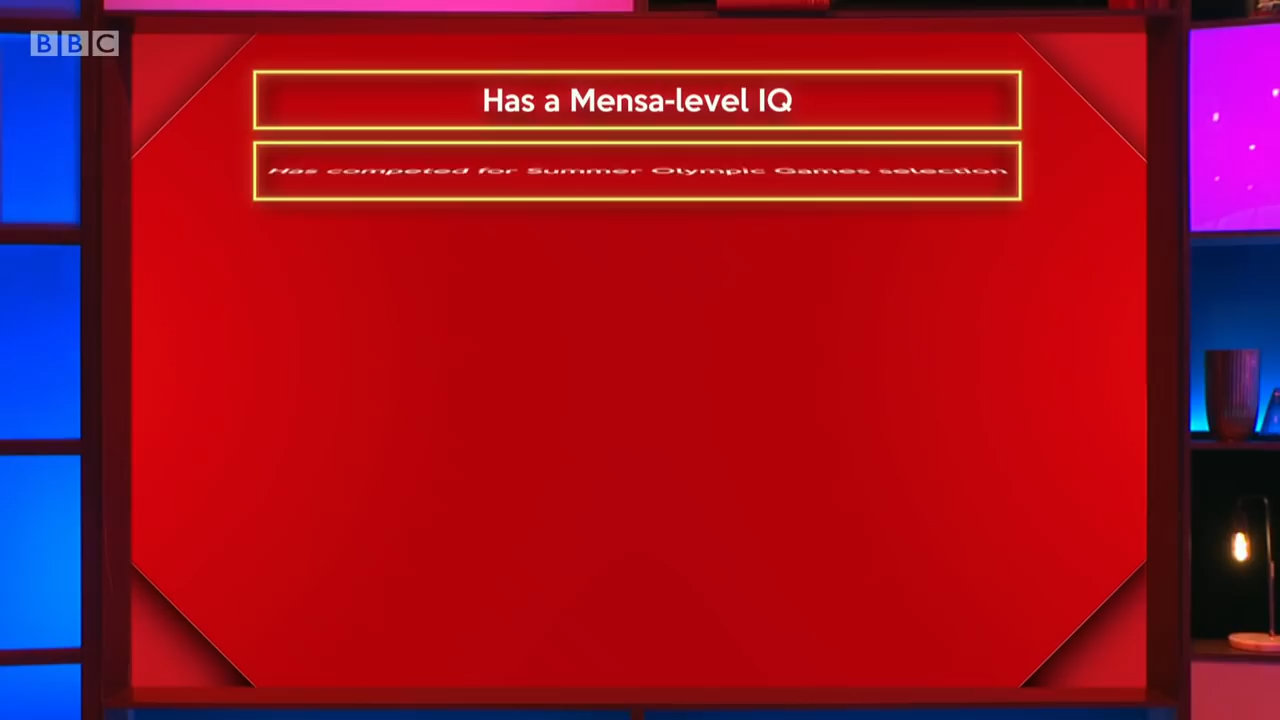 BBC
Has a Mensa-level IQ
Has competed for Summer Olympic Games selection